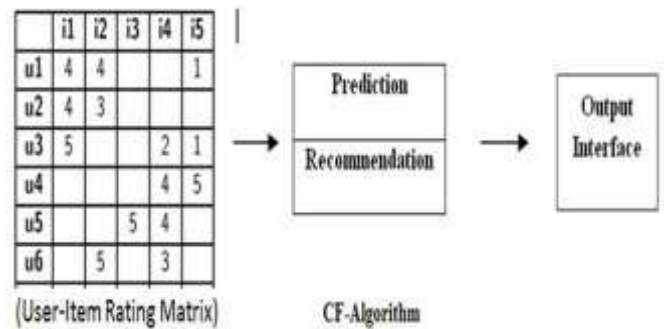 i1 i2 i3 i4 i5
u1 4 4 1
u2 4 3
u3 5 2 1
u4 4 5
u5 5 4
u6 5 3
(User-Item Rating Matrix)
Prediction
Recommendation
CF-Algorithm
Output
Interface